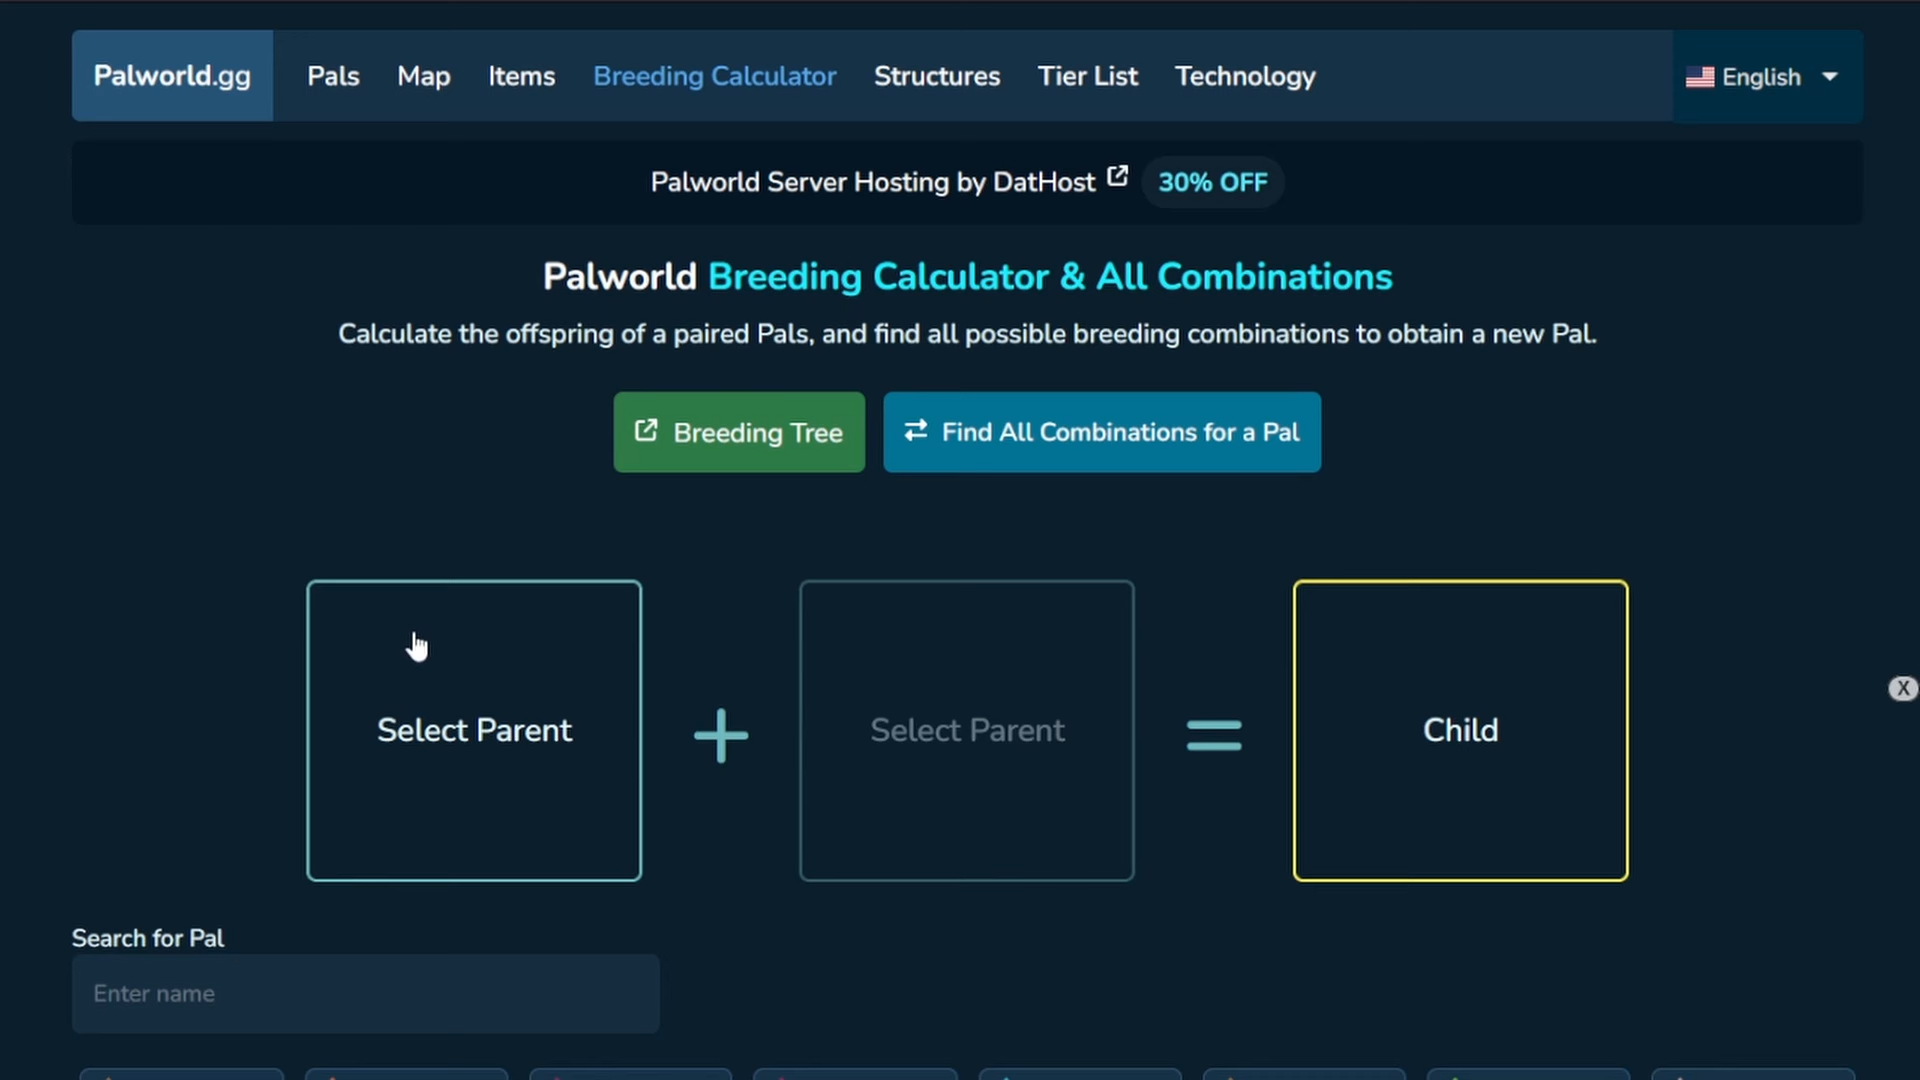 Palworld.gg
Pals
Map
Items
Breeding Calculator
Structures
Tier List
Technology
English
Palworld Server Hosting by DatHost
30% OFF
Palworld Breeding Calculator & All Combinations
Calculate the offspring of a paired Pals, and find all possible breeding combinations to obtain a new Pal.
Breeding Tree
Find All Combinations for a Pal
Select Parent
Select Parent
Child
X
Search for Pal
Enter name